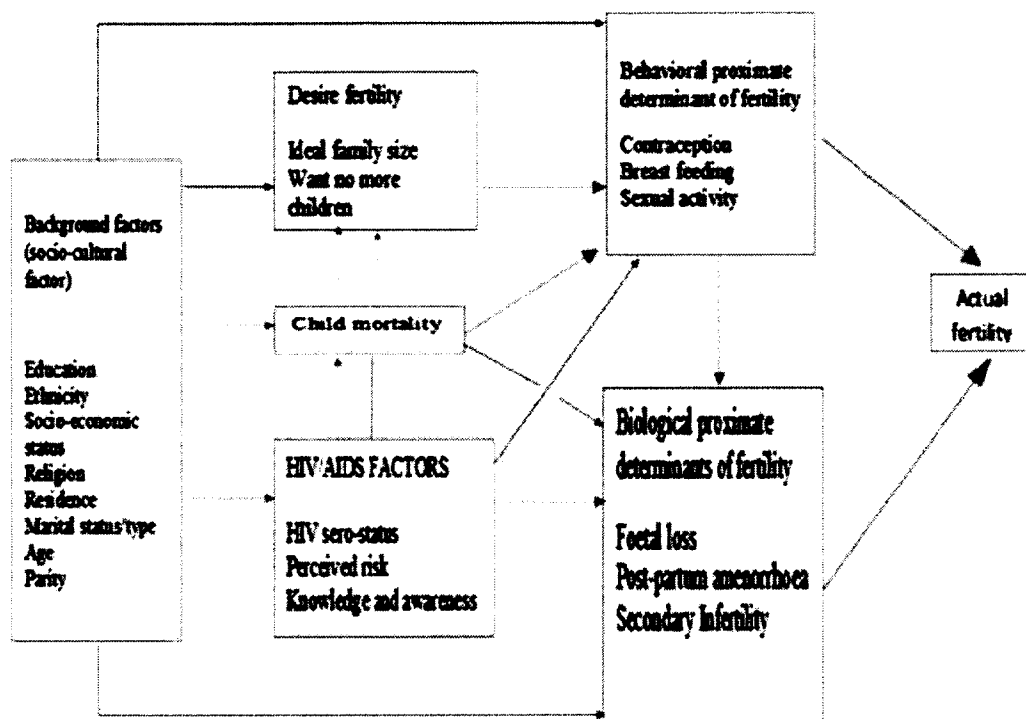 Background factors
(socio-cultural
factor)
Education
Ethnicity
Socio-economic
status
Religion
Residence
Marital status/type
Age
Parity
Desire fertility
Ideal family size
Want no more
children
Child mortality
HIV/AIDS FACTORS
HIV sero-status
Perceived risk
Knowledge and awareness
Behavioral proximate
determinant of fertility
Contraception
Breast feeding
Sexual activity
Biological proximate
determinants of fertility
Foetal loss
Post-partum amenorrhoea
Secondary Infertility
Actual
fertility